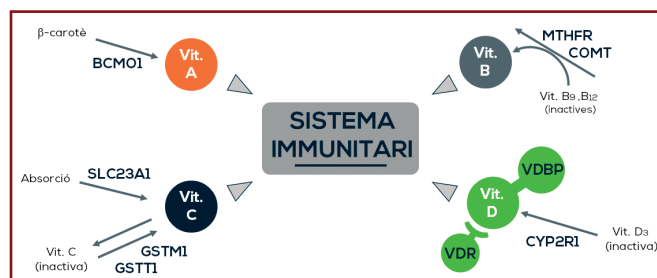 β-carotè
BCMO1
Vit.
A
Vit.
B
MTHFR
COMT
Vit. B9 ,B12
(inactives)
SISTEMA
IMMUNITARI
Absorció
SLC23A1
Vit.
C
Vit. C
(inactiva)
GSTM1
GSTT1
VDBP
Vit.
D
VDR
CYP2R1
Vit. D3
(inactiva)